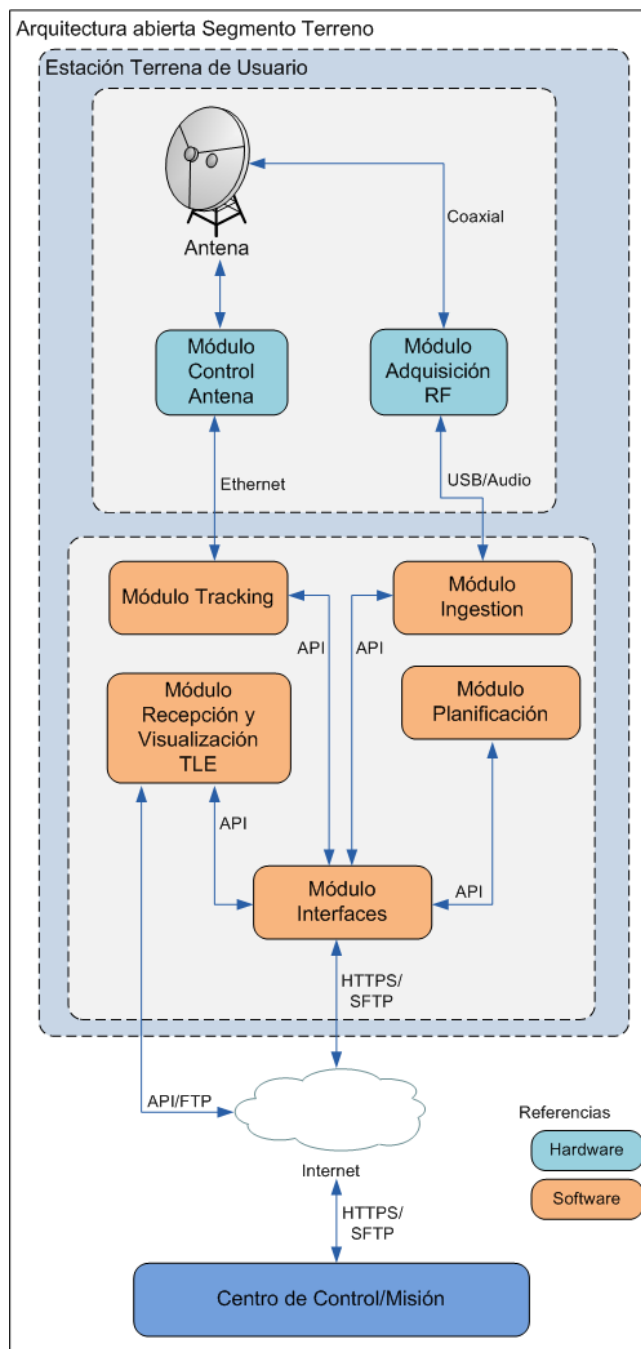 Arquitectura abierta Segmento Terreno
Estación Terrena de Usuario
Antena
Coaxial
Módulo
Control
Antena
Módulo
Adquisición
RF
Ethernet
USB/Audio
Módulo Tracking
Módulo
Ingestion
API
API
Módulo
Recepción y
Visualización
TLE
Módulo
Planificación
API
Módulo
Interfaces
API
HTTPS/
SFTP
API/FTP
Internet
Referencias
Hardware
Software
HTTPS/
SFTP
Centro de Control/Misión